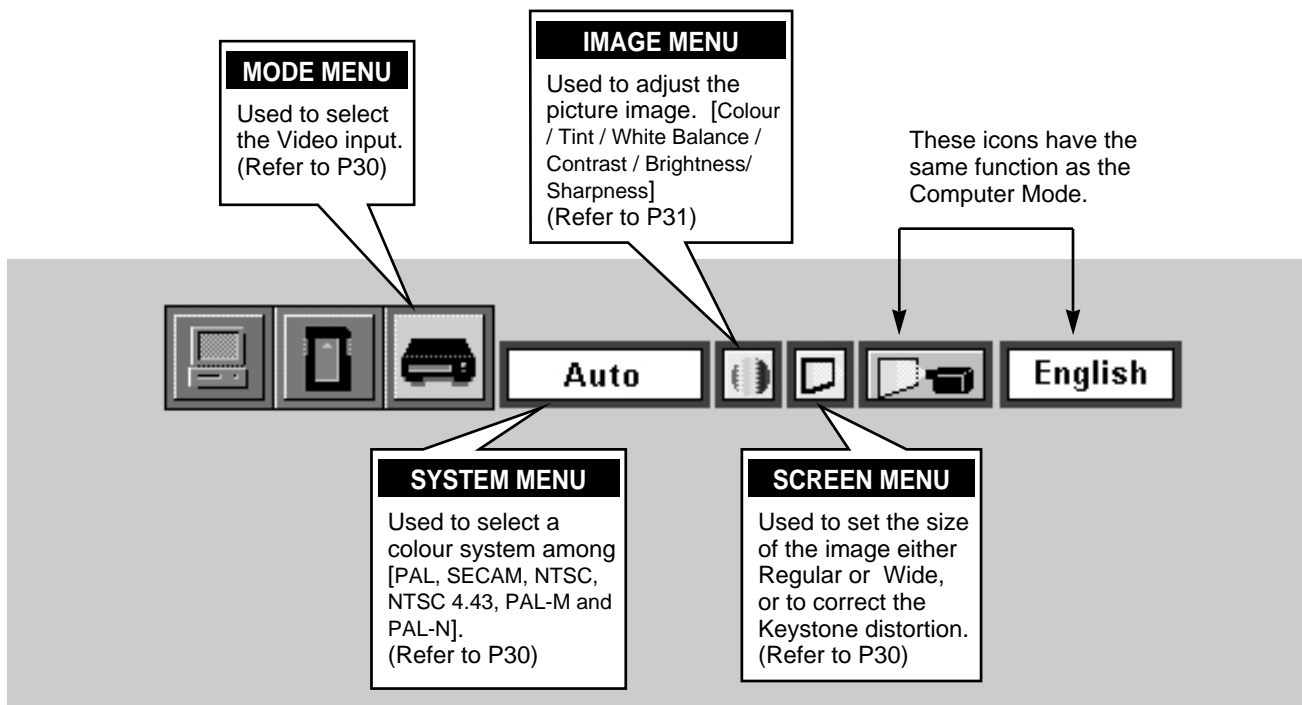 MODE MENU
Used to select
the Video input.
(Refer to P30)
IMAGE MENU
Used to adjust the
picture image. [Colour
/ Tint / White Balance /
Contrast / Brightness/
Sharpness]
(Refer to P31)
These icons have the
same function as the
Computer Mode.
Auto
English
SYSTEM MENU
Used to select a
colour system among
[PAL, SECAM, NTSC,
NTSC 4.43, PAL-M and
PAL-N].
(Refer to P30)
SCREEN MENU
Used to set the size
of the image either
Regular or Wide,
or to correct the
Keystone distortion.
(Refer to P30)